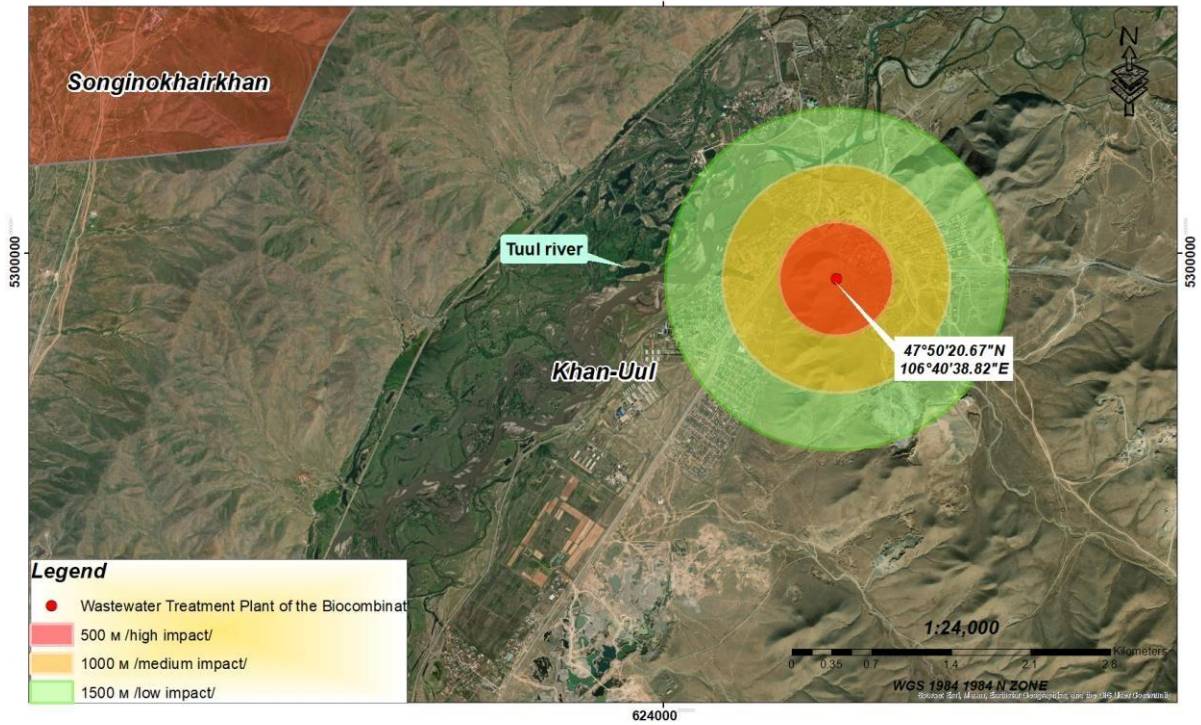 Songinokhairkhan
N
Tuul river
5300000
5300000
47°50'20.67"N
106°40'38.82"E
Khan-Uul
Legend
Wastewater Treatment Plant of the Biocombinat
500 м /high impact/
1000 м /medium impact/
1500 м /low impact/
1:24,000
Kilometers
0 0.35 0.7 1.4 2.1 2.8
WGS 1984 1984 N ZONE
624000